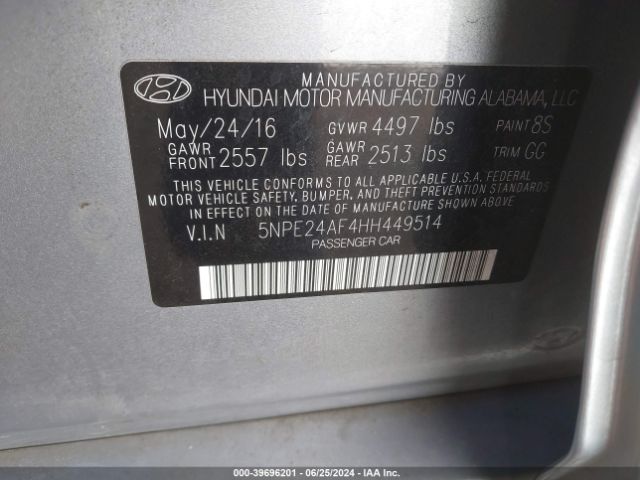 MANUFACTURED BY
HYUNDAI MOTOR MANUFACTURING ALABAMA, LLC
May/24/16 GVWR 4497 lbs PAINT 8S
GAWR FRONT 2557 lbs GAWR REAR 2513 lbs TRIM GG
THIS VEHICLE CONFORMS TO ALL APPLICABLE U.S.A. FEDERAL
MOTOR VEHICLE SAFETY, BUMPER, AND THEFT PREVENTION STANDARDS
IN EFFECT ON THE DATE OF MANUFACTURE SHOWN ABOVE.
V.I.N 5NPE24AF4HH449514
PASSENGER CAR
000-39696201 - 06/25/2024 - IAA Inc.